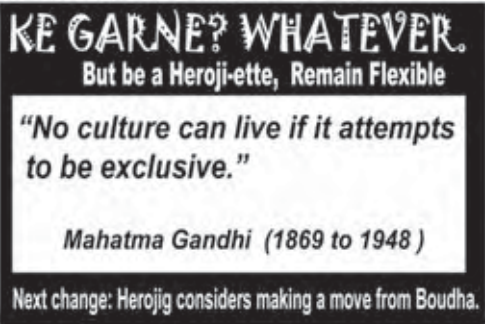 KE GARNE? WHATEVER.
But be a Heroji-ette, Remain Flexible
“No culture can live if it attempts
to be exclusive.”
Mahatma Gandhi (1869 to 1948 )
Next change: Herojig considers making a move from Boudha.